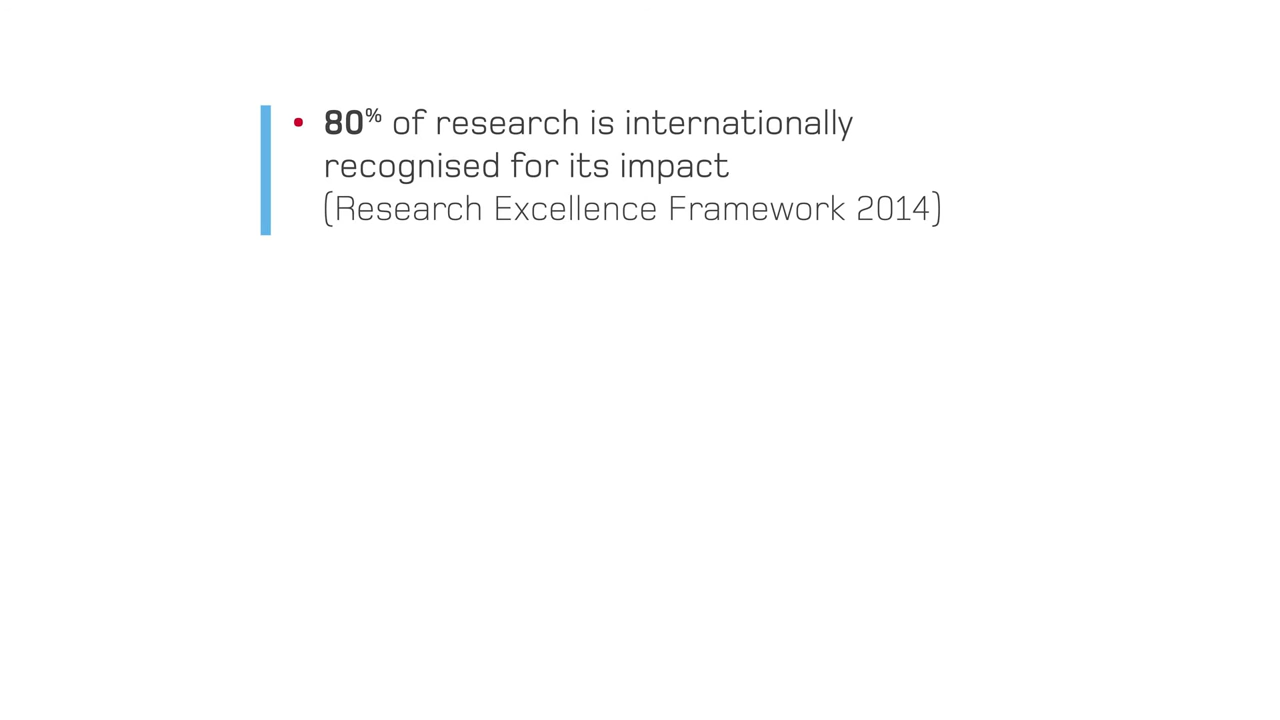 • 80% of research is internationally
recognised for its impact
(Research Excellence Framework 2014)